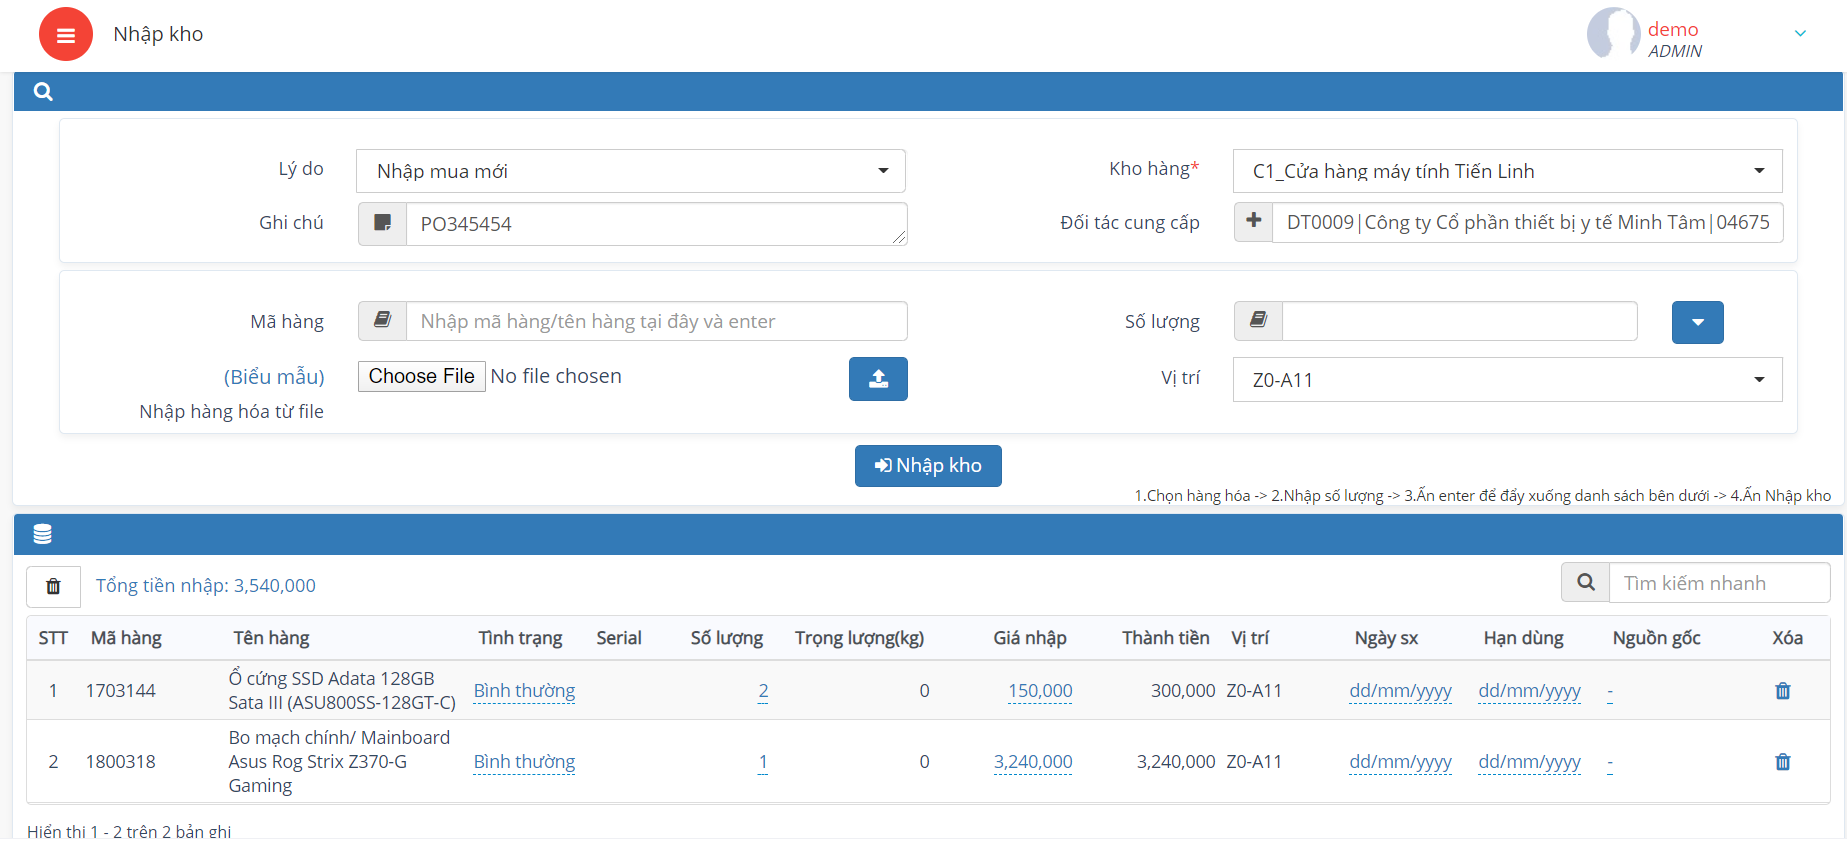 Nhập kho
demo
ADMIN
Lý do
Nhập mua mới
Kho hàng*
C1_Cửa hàng máy tính Tiến Linh
Ghi chú
PO345454
Đối tác cung cấp
DT0009|Công ty Cổ phần thiết bị y tế Minh Tâm|04675
Mã hàng
Nhập mã hàng/tên hàng tại đây và enter
Số lượng
(Biểu mẫu)
Nhập hàng hóa từ file
Choose File No file chosen
Vị trí
Z0-A11
Nhập kho
1.Chọn hàng hóa -> 2.Nhập số lượng -> 3.Ấn enter để đẩy xuống danh sách bên dưới -> 4.Ấn Nhập kho
Tổng tiền nhập: 3,540,000
Tìm kiếm nhanh
STT Mã hàng Tên hàng Tình trạng Serial Số lượng Trọng lượng(kg) Giá nhập Thành tiền Vị trí Ngày sx Hạn dùng Nguồn gốc Xóa
1 1703144 Ổ cứng SSD Adata 128GB
Sata III (ASU800SS-128GT-C) Bình thường 2 0 150,000 300,000 Z0-A11 dd/mm/yyyy dd/mm/yyyy -
2 1800318 Bo mạch chính/ Mainboard
Asus Rog Strix Z370-G
Gaming Bình thường 1 0 3,240,000 3,240,000 Z0-A11 dd/mm/yyyy dd/mm/yyyy -
Hiển thị 1 - 2 trên 2 bản ghi